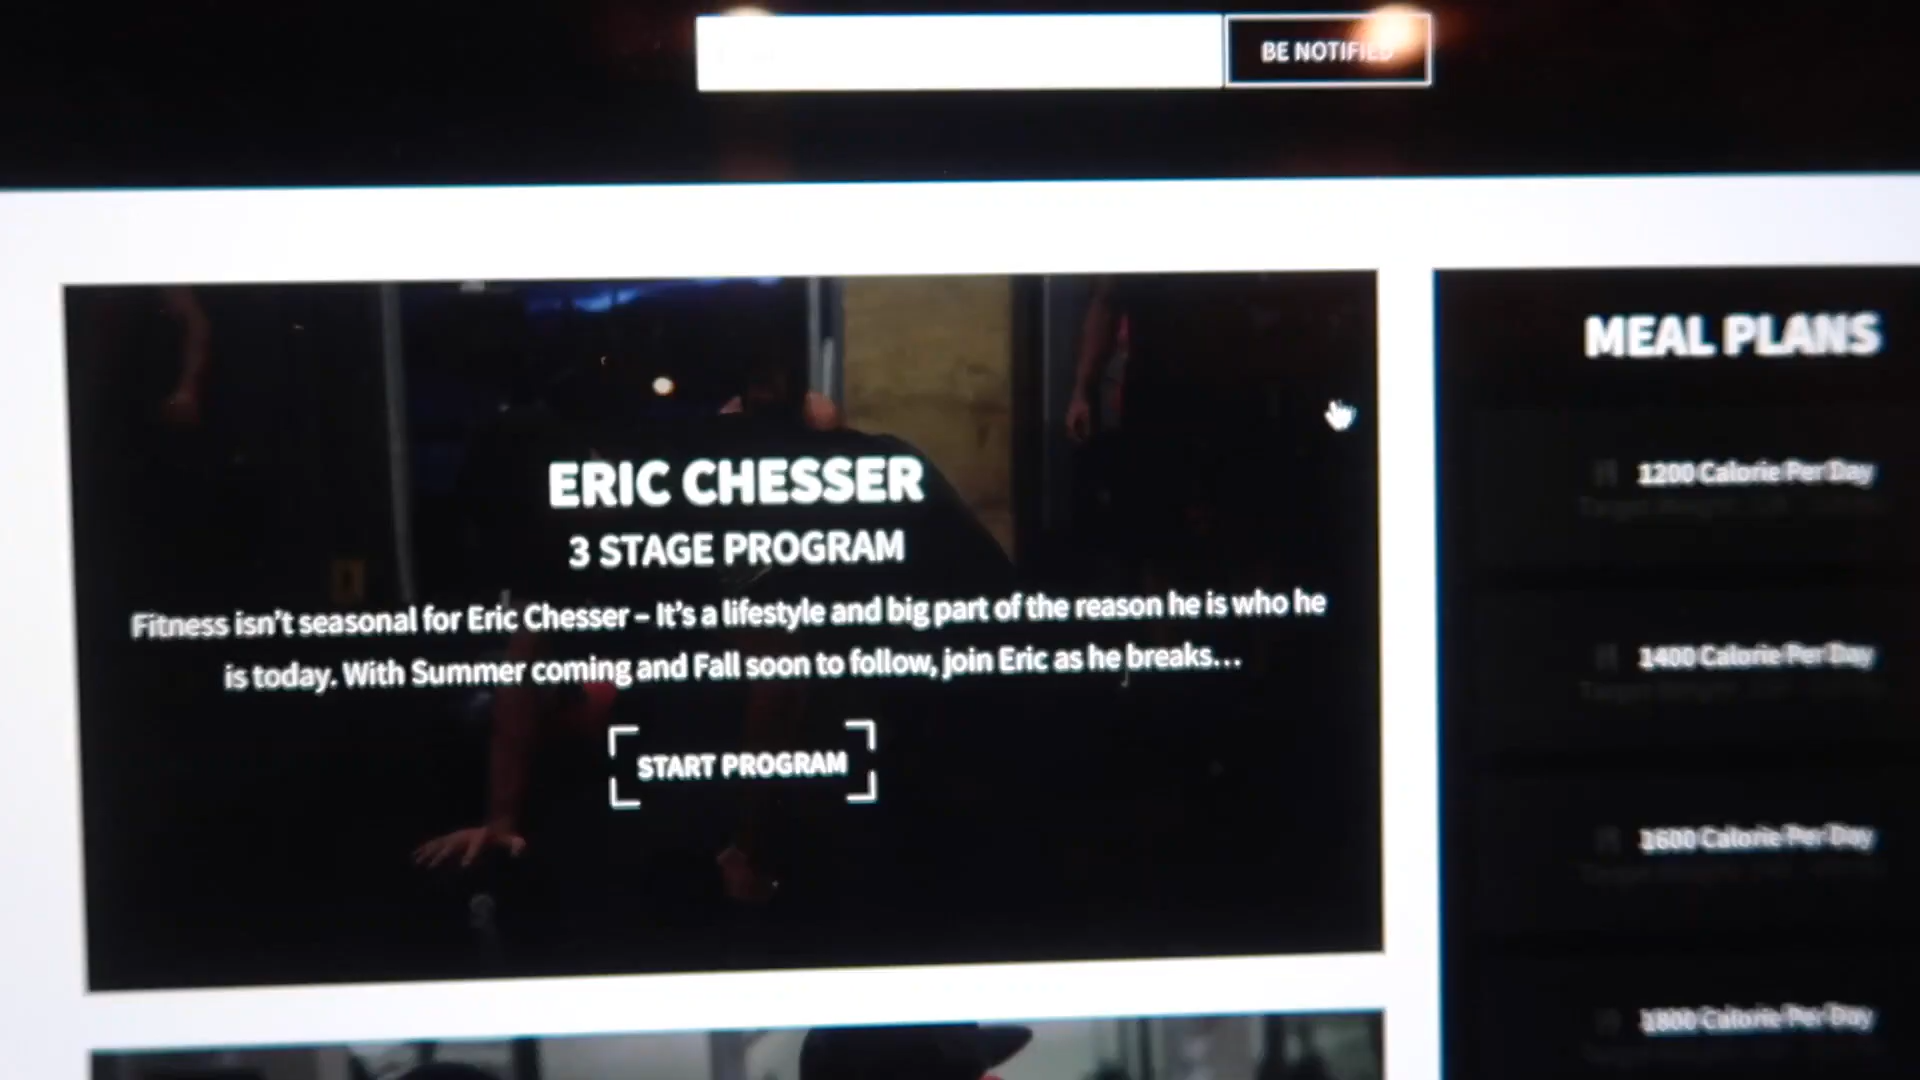 BE NOTIFIED
ERIC CHESSER
3 STAGE PROGRAM
Fitness isn't seasonal for Eric Chesser – It's a lifestyle and big part of the reason he is who he
is today. With Summer coming and Fall soon to follow, join Eric as he breaks…
START PROGRAM
MEAL PLANS
1200 Calorie Per Day
1400 Calorie Per Day
1600 Calorie Per Day
1800 Calorie Per Day